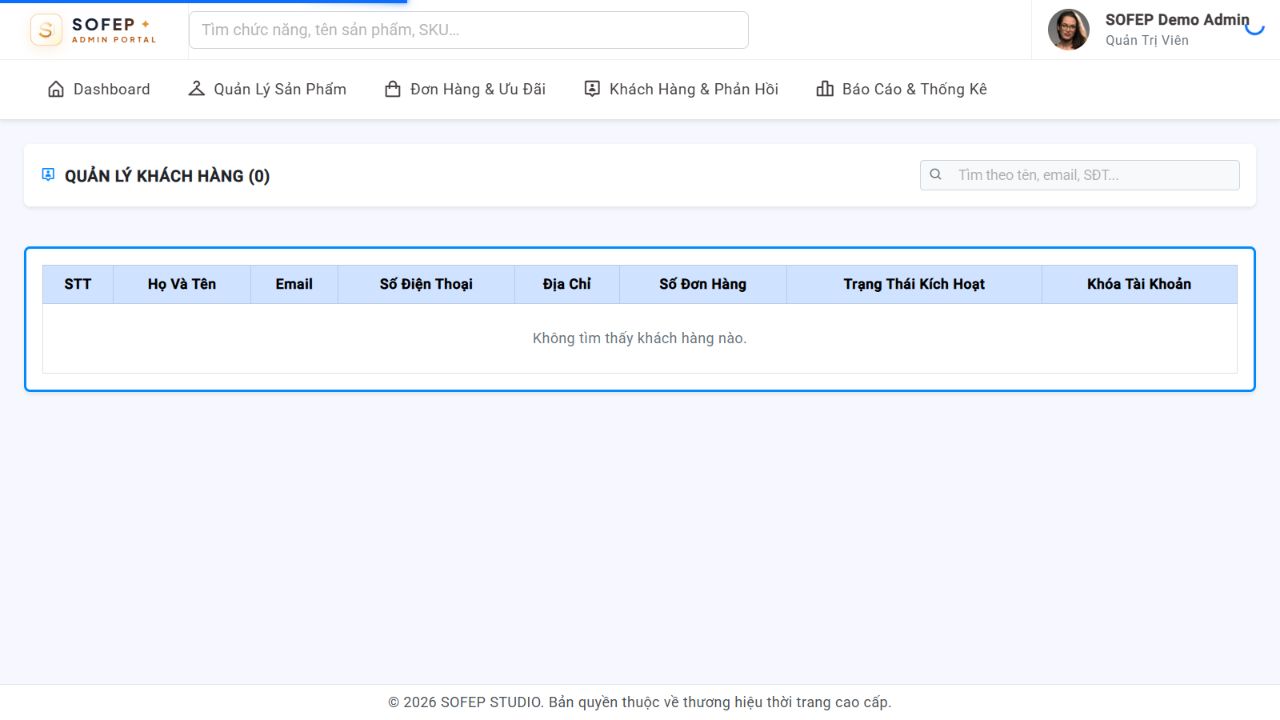 SOFEP
ADMIN PORTAL
Tìm chức năng, tên sản phẩm, SKU...
SOFEP Demo Admin
Quản Trị Viên
Dashboard
Quản Lý Sản Phẩm
Đơn Hàng & Ưu Đãi
Khách Hàng & Phản Hồi
Báo Cáo & Thống Kê
QUẢN LÝ KHÁCH HÀNG (0)
Tìm theo tên, email, SĐT...
STT Họ Và Tên Email Số Điện Thoại Địa Chỉ Số Đơn Hàng Trạng Thái Kích Hoạt Khóa Tài Khoản
Không tìm thấy khách hàng nào.
© 2026 SOFEP STUDIO. Bản quyền thuộc về thương hiệu thời trang cao cấp.